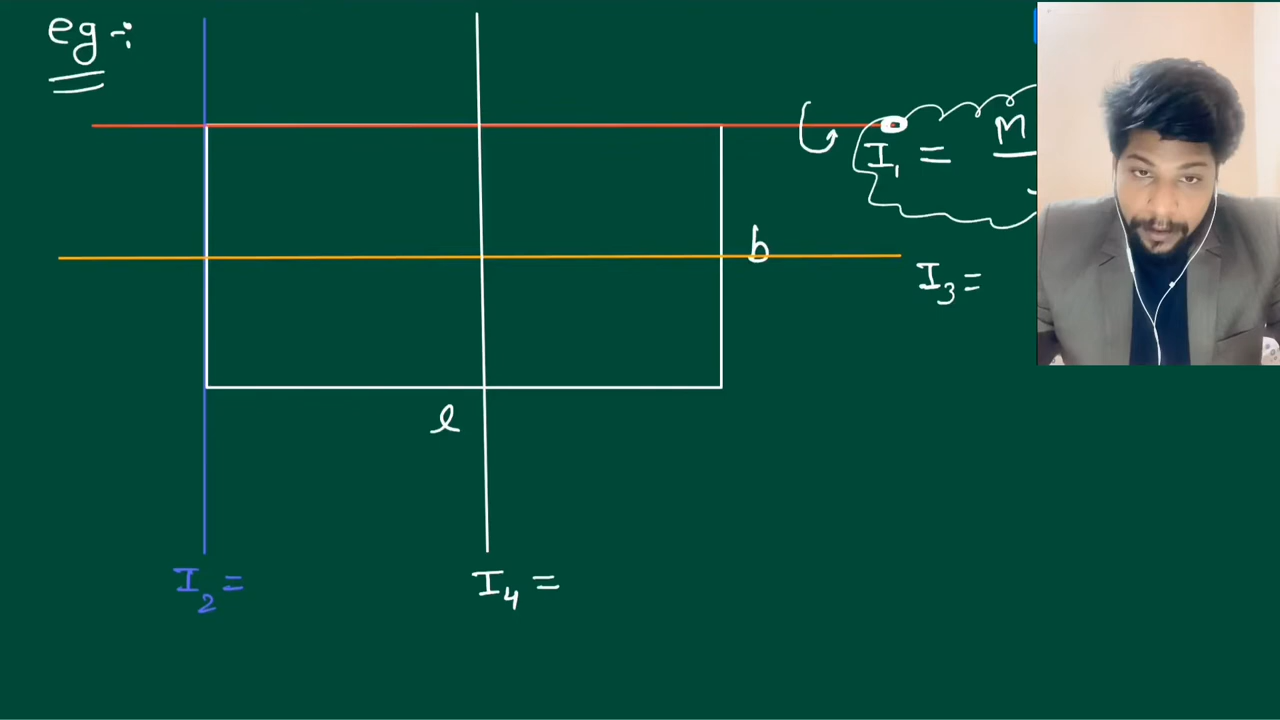 eg :-
I₁ = M
b
I₃ =
l
I₂ =
I₄ =